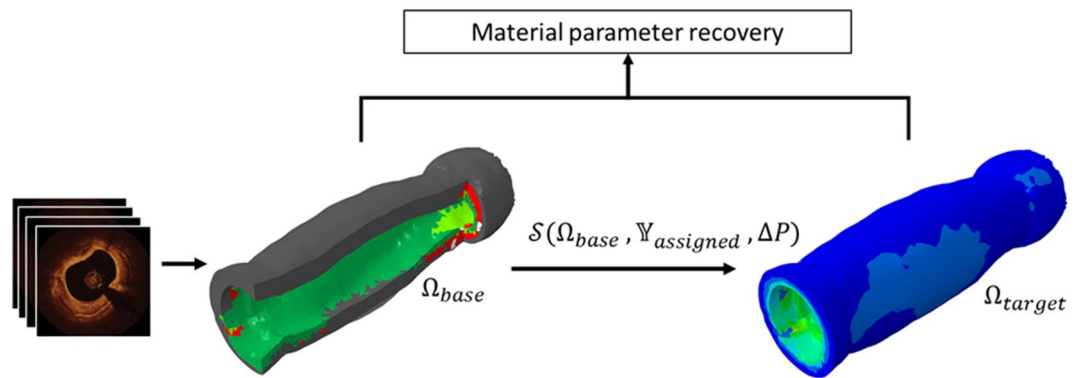 Material parameter recovery
𝒮(Ω_base , 𝕐_assigned , ΔP)
Ω_base
Ω_target